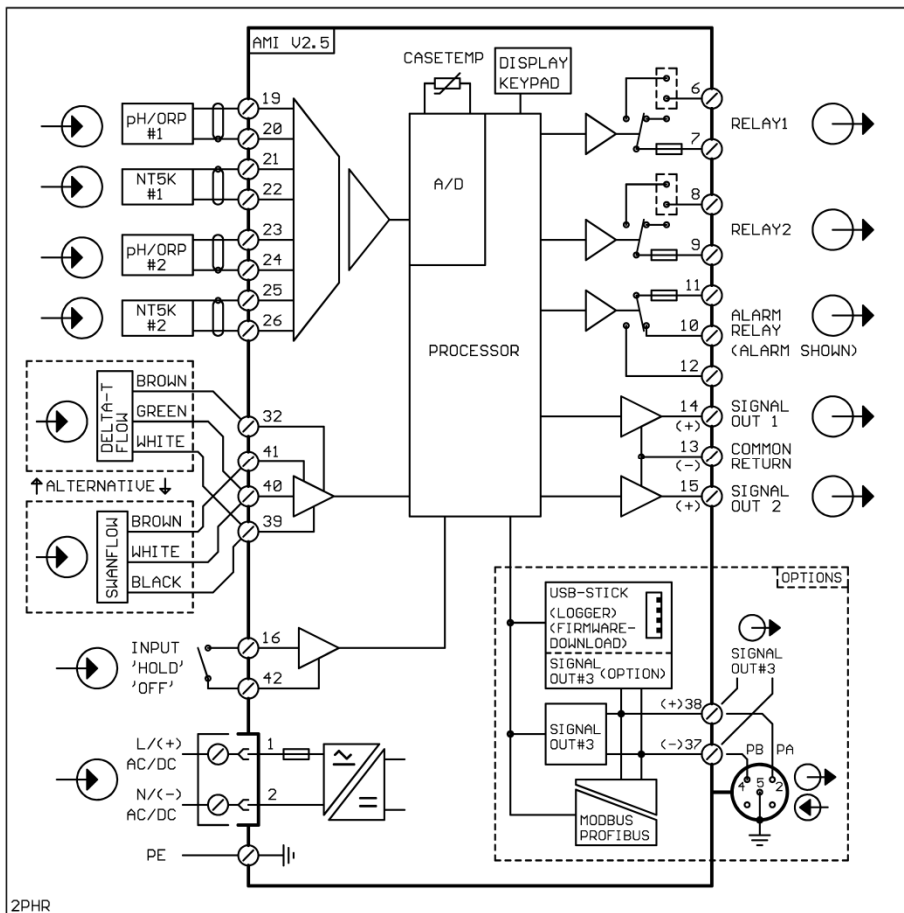 AMI V2.5
CASETEMP
DISPLAY
KEYPAD
A/D
PROCESSOR
pH/ORP
#1
19
20
NT5K
#1
21
22
pH/ORP
#2
23
24
NT5K
#2
25
26
DELTA-T
FLOW
BROWN
GREEN
WHITE
32
41
40
39
↑ ALTERNATIVE ↓
SWANFLOW
BROWN
WHITE
BLACK
INPUT
'HOLD'
'OFF'
16
42
L/(+)
AC/DC
1
N/(-)
AC/DC
2
PE
6
RELAY1
7
8
RELAY2
9
11
10
12
ALARM
RELAY
(ALARM SHOWN)
14
(+)
SIGNAL
OUT 1
13
(-)
COMMON
RETURN
15
(+)
SIGNAL
OUT 2
OPTIONS
USB-STICK
(LOGGER)
(FIRMWARE-
DOWNLOAD)
SIGNAL
OUT#3 (OPTION)
SIGNAL
OUT#3
SIGNAL
OUT#3
(+)38
(-)37
PB PA
4 5 2
MODBUS
PROFIBUS
2PHR